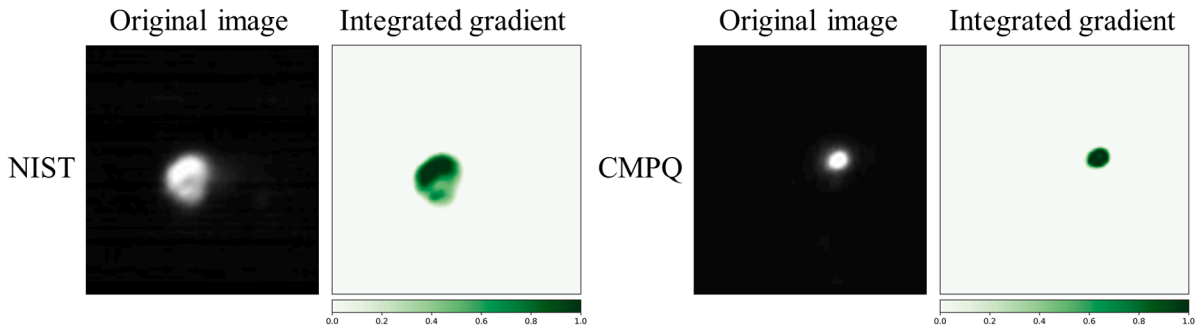 Original image Integrated gradient Original image Integrated gradient
NIST CMPQ
0.0 0.2 0.4 0.6 0.8 1.0 0.0 0.2 0.4 0.6 0.8 1.0